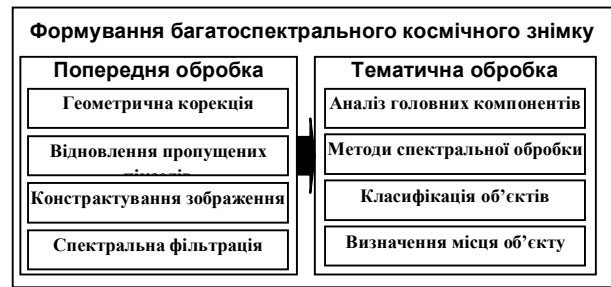 Формування багатоспектрального космічного знімку
Попередня обробка
Геометрична корекція
Відновлення пропущених
Констрактування зображення
Спектральна фільтрація
Тематична обробка
Аналіз головних компонентів
Методи спектральної обробки
Класифікація об’єктів
Визначення місця об’єкту